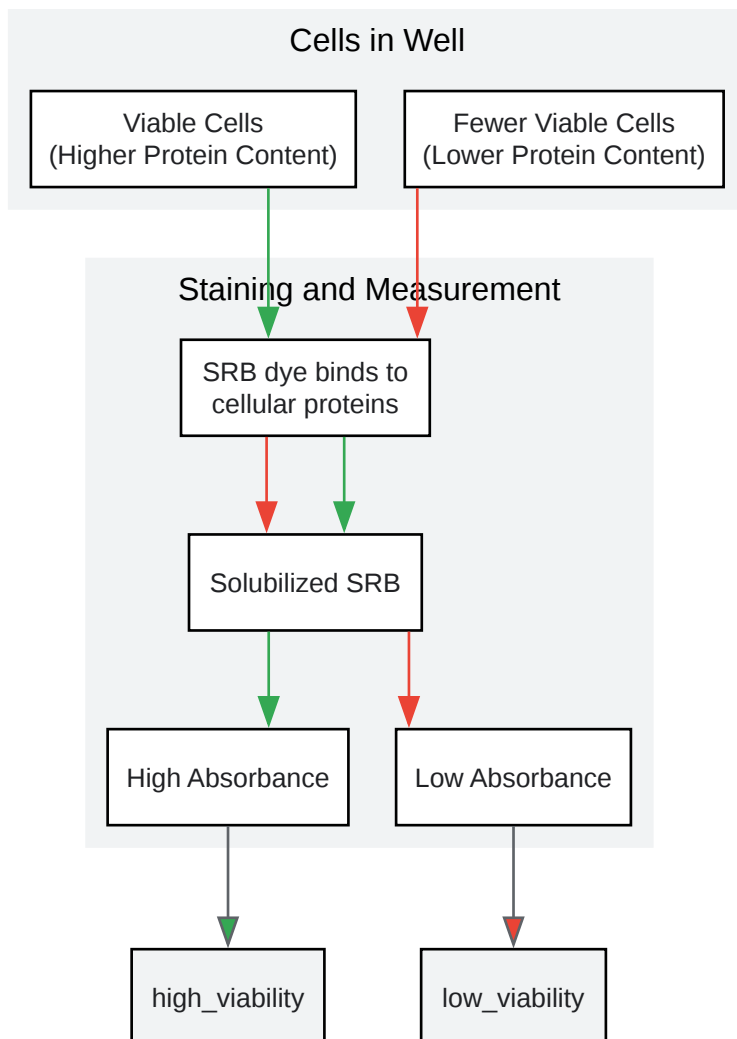 Cells in Well
Viable Cells
(Higher Protein Content)
Fewer Viable Cells
(Lower Protein Content)
Staining and Measurement
SRB dye binds to
cellular proteins
Solubilized SRB
High Absorbance
Low Absorbance
high_viability
low_viability